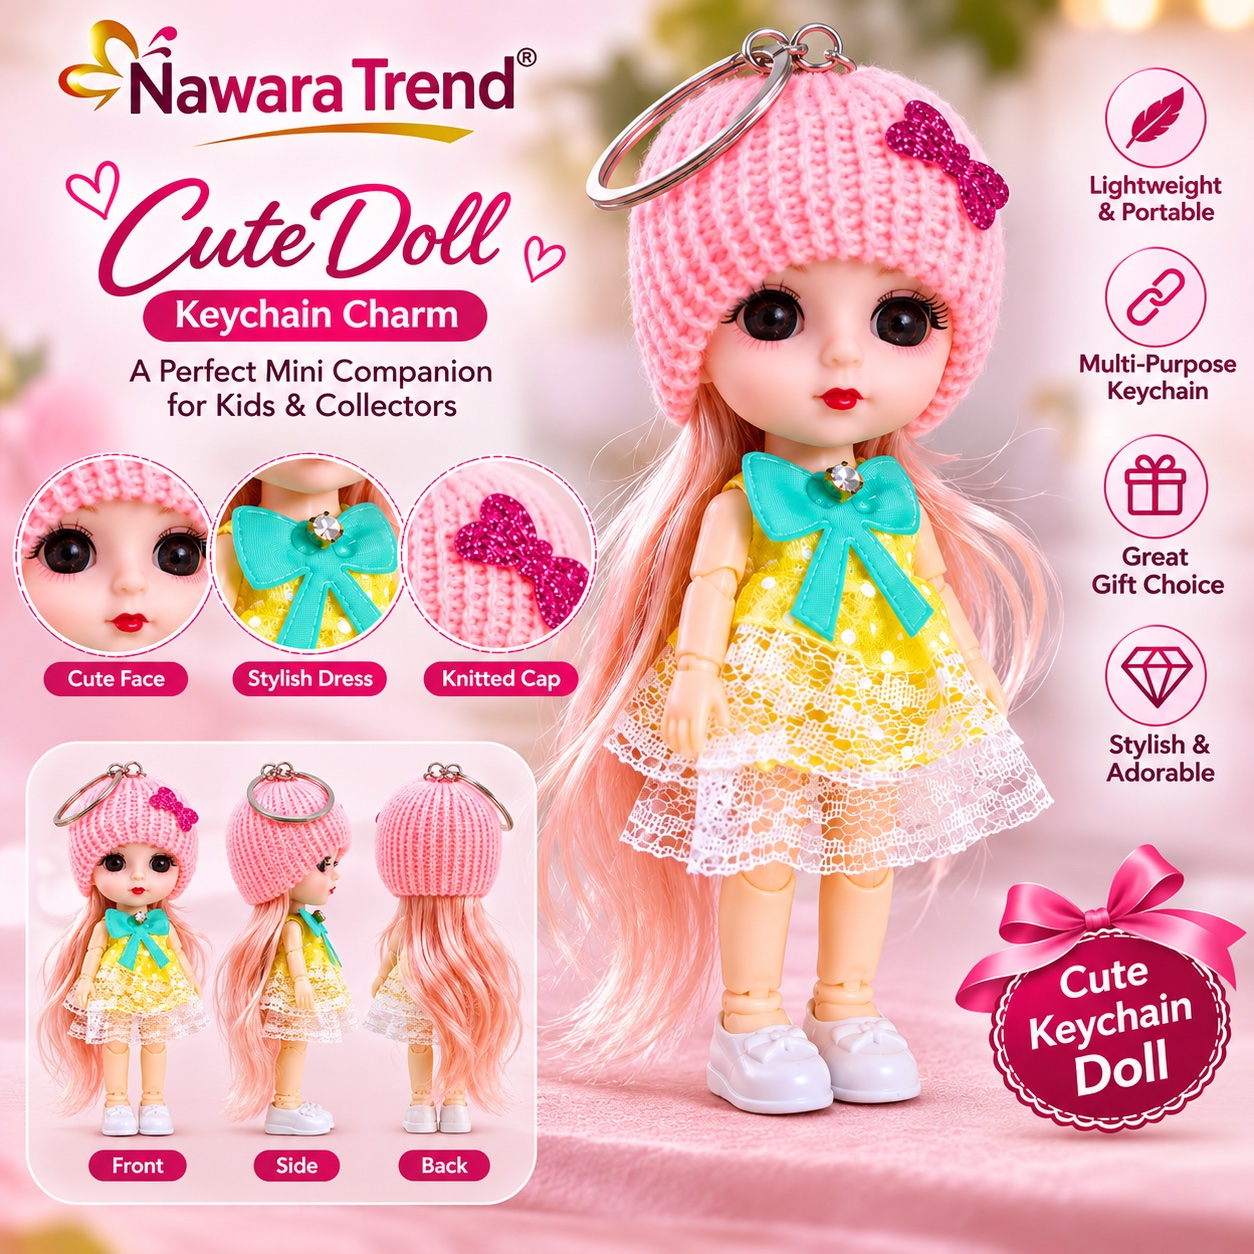 Nawara Trend®
Cute Doll
Keychain Charm
A Perfect Mini Companion
for Kids & Collectors
Cute Face
Stylish Dress
Knitted Cap
Front
Side
Back
Lightweight
& Portable
Multi-Purpose
Keychain
Great
Gift Choice
Stylish &
Adorable
Cute
Keychain
Doll